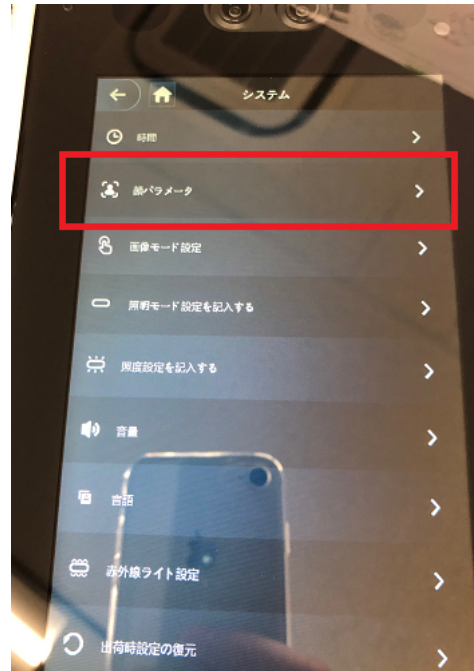 システム
時間
顔パラメータ
画像モード設定
照明モード設定を記入する
照度設定を記入する
音量
言語
赤外線ライト設定
出荷時設定の復元